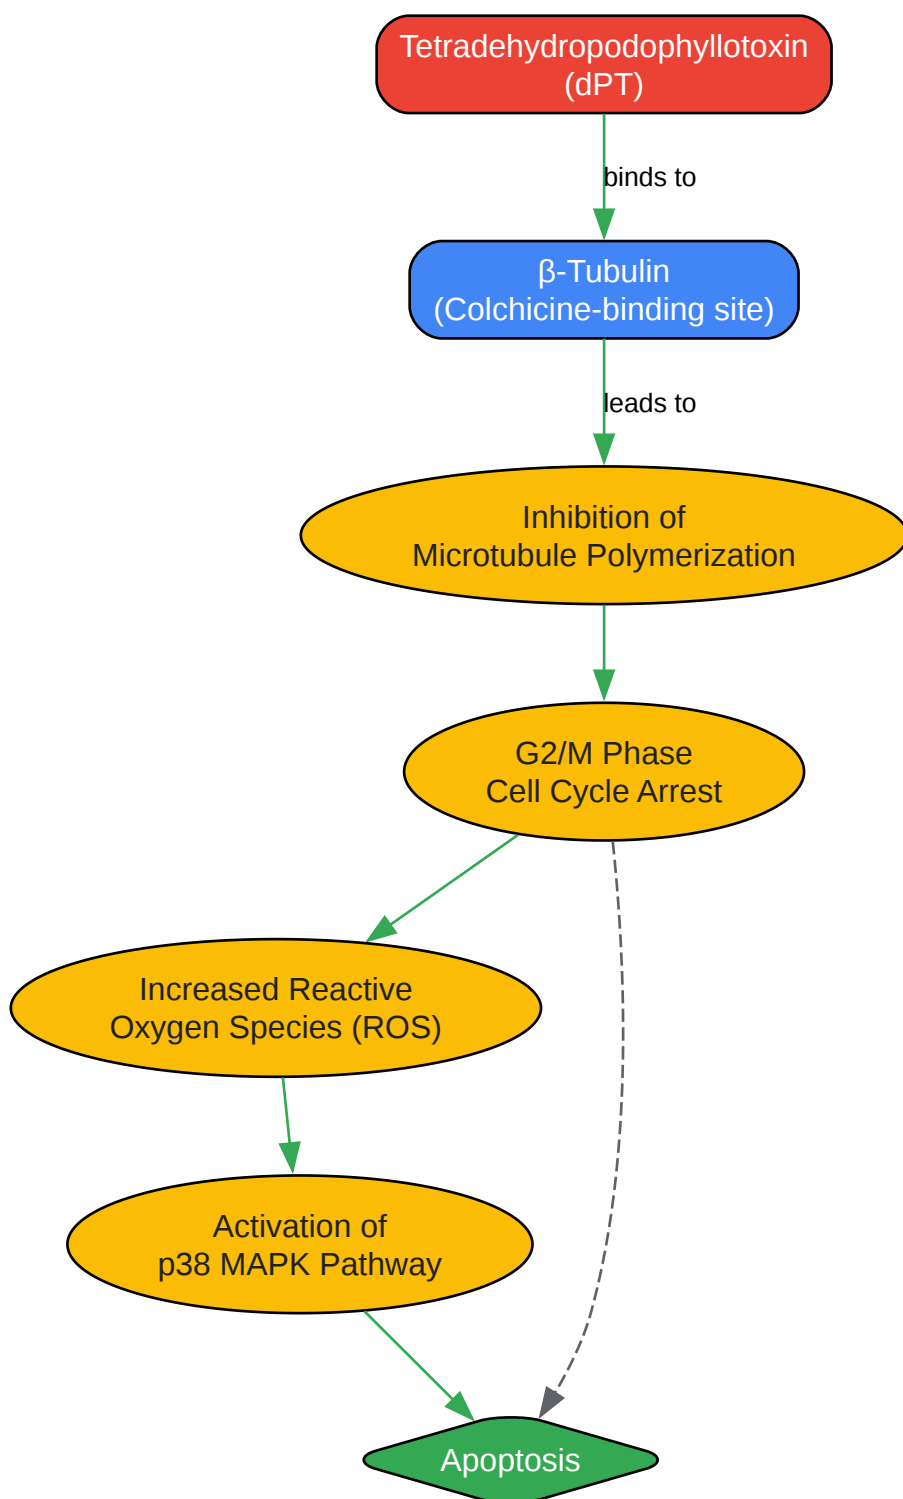 Tetradehydropodophyllotoxin
(dPT)
binds to
β-Tubulin
(Colchicine-binding site)
leads to
Inhibition of
Microtubule Polymerization
G2/M Phase
Cell Cycle Arrest
Increased Reactive
Oxygen Species (ROS)
Activation of
p38 MAPK Pathway
Apoptosis